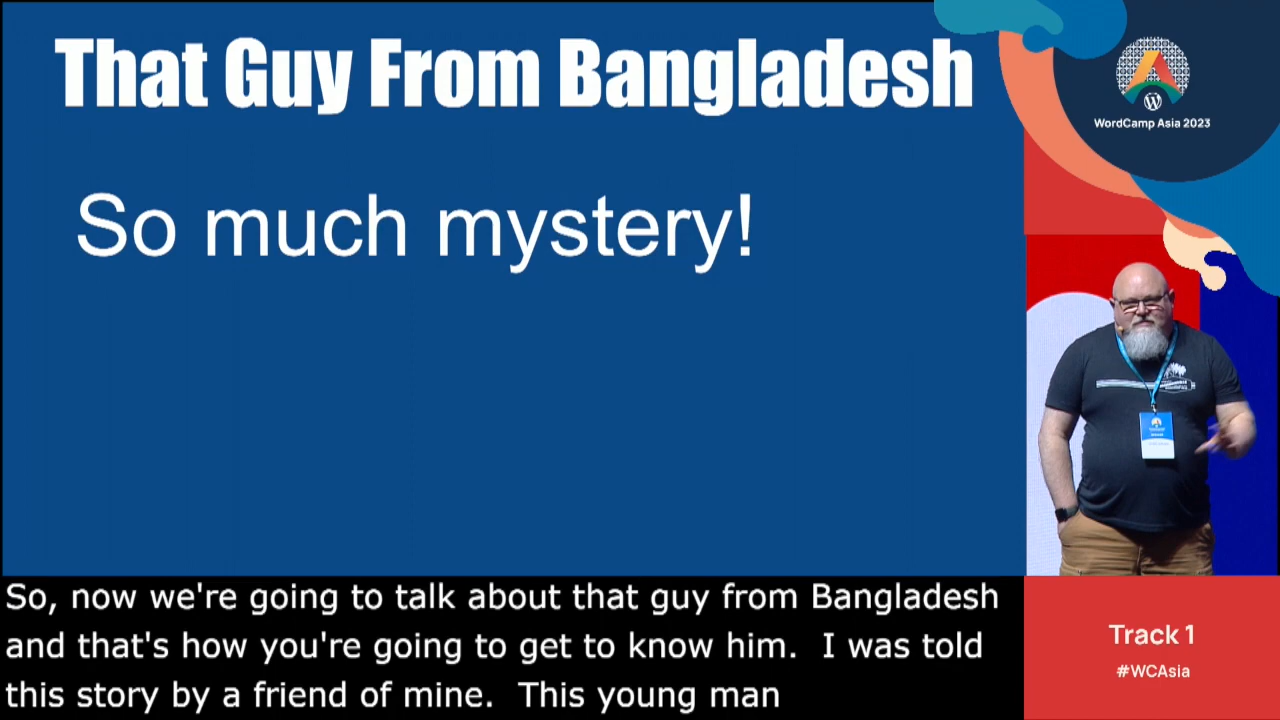 That Guy From Bangladesh
So much mystery!
WordCamp Asia 2023
So, now we're going to talk about that guy from Bangladesh
and that's how you're going to get to know him.  I was told
this story by a friend of mine.  This young man
Track 1
#WCAsia